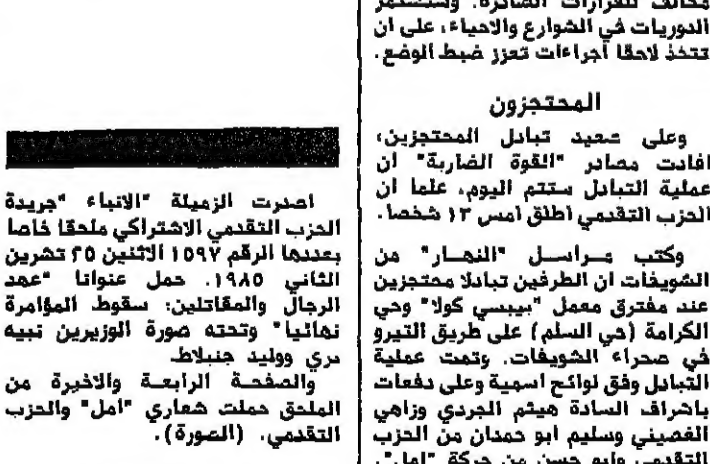 مخالف للقرارات الصادرة. وستستمر
الدوريات في الشوارع والاحياء، على ان
تتخذ لاحقا اجراءات تعزز ضبط الوضع.
المحتجزون
وعلى صعيد تبادل المحتجزين،
افادت مصادر "القوة الضاربة" ان
عملية التبادل ستتم اليوم، علما ان
الحزب التقدمي اطلق امس ١٣ شخصا.
وكتب مراسل "النهار" من
الشويفات ان الطرفين تبادلا محتجزين
عند مفترق معمل "بيبسي كولا" وحي
الكرامة (حي السلم) على طريق التيرو
في صحراء الشويفات. وتمت عملية
التبادل وفق لوائح اسمية وعلى دفعات
باشراف السادة هيثم الجردي وزاهي
الغصيني وسليم ابو حمدان من الحزب
التقدمي وابو حسن من حركة "امل".
اصدرت الزميلة "الانباء "جريدة
الحزب التقدمي الاشتراكي ملحقا خاصا
بعددها الرقم ١٥٩٧ الاثنين ٢٥ تشرين
الثاني ١٩٨٥. حمل عنوانا "عهد
الرجال والمقاتلين: سقوط المؤامرة
نهائيا" وتحته صورة الوزيرين نبيه
بري ووليد جنبلاط.
والصفحة الرابعة والاخيرة من
الملحق حملت شعاري "امل" والحزب
التقدمي. (الصورة).